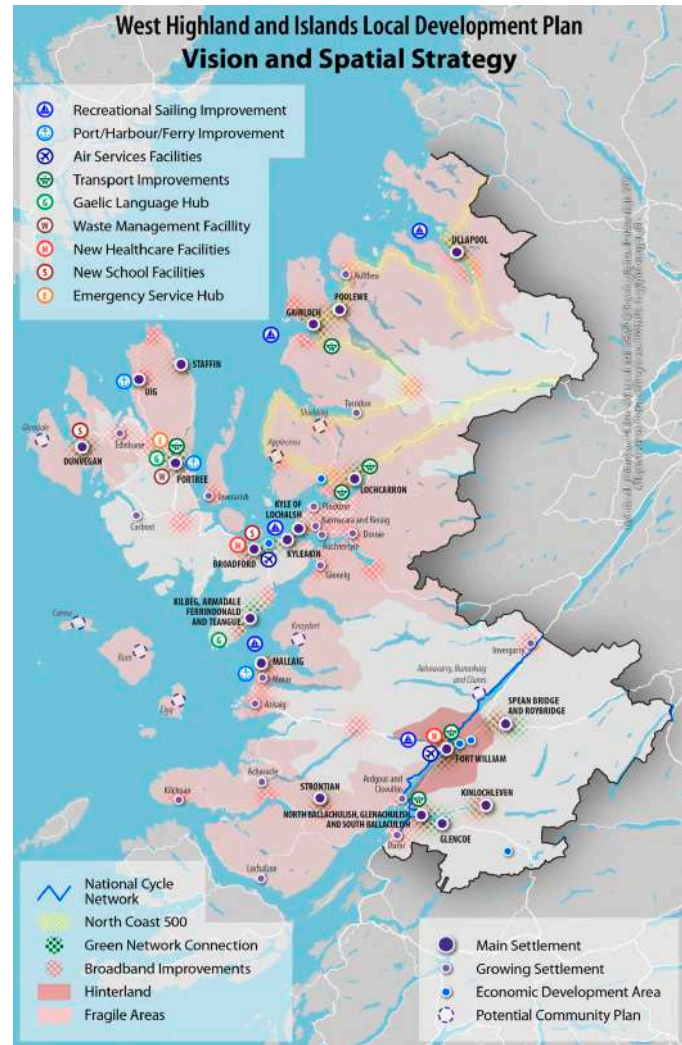 West Highland and Islands Local Development Plan
Vision and Spatial Strategy
Recreational Sailing Improvement
Port/Harbour/Ferry Improvement
Air Services Facilities
Transport Improvements
G
Gaelic Language Hub
W
Waste Management Facillity
H
New Healthcare Facilities
S
New School Facilities
E
Emergency Service Hub
ULLAPOOL
Aultbea
POOLEWE
GAIRLOCH
STAFFIN
UIG
Torridon
Shieldaig
Glendale
S
Edinbane
E
Applecross
DUNVEGAN
G
PORTREE
W
LOCHCARRON
Inverarish
KYLE OF
LOCHALSH
Plockton
Carbost
S
Balmacara and Reraig
Dornie
H
KYLEAKIN
Auchtertyre
BROADFORD
Glenelg
KILBEG, ARMADALE
FERRINDONALD
AND TEANGUE
Canna
Knoydart
G
Invergarry
Rum
MALLAIG
Morar
Achnacarry, Bunarkaig
and Clunes
Eigg
Arisaig
SPEAN BRIDGE
AND ROYBRIDGE
H
FORT WILLIAM
Acharacle
Ardgour and
Clovullin
STRONTIAN
KINLOCHLEVEN
Kilchoan
NORTH BALLACHULISH, GLENACHULISH
AND SOUTH BALLACULISH
GLENCOE
Duror
Lochaline
National Cycle
Network
North Coast 500
Green Network Connection
Broadband Improvements
Hinterland
Fragile Areas
Main Settlement
Growing Settlement
Economic Development Area
Potential Community Plan